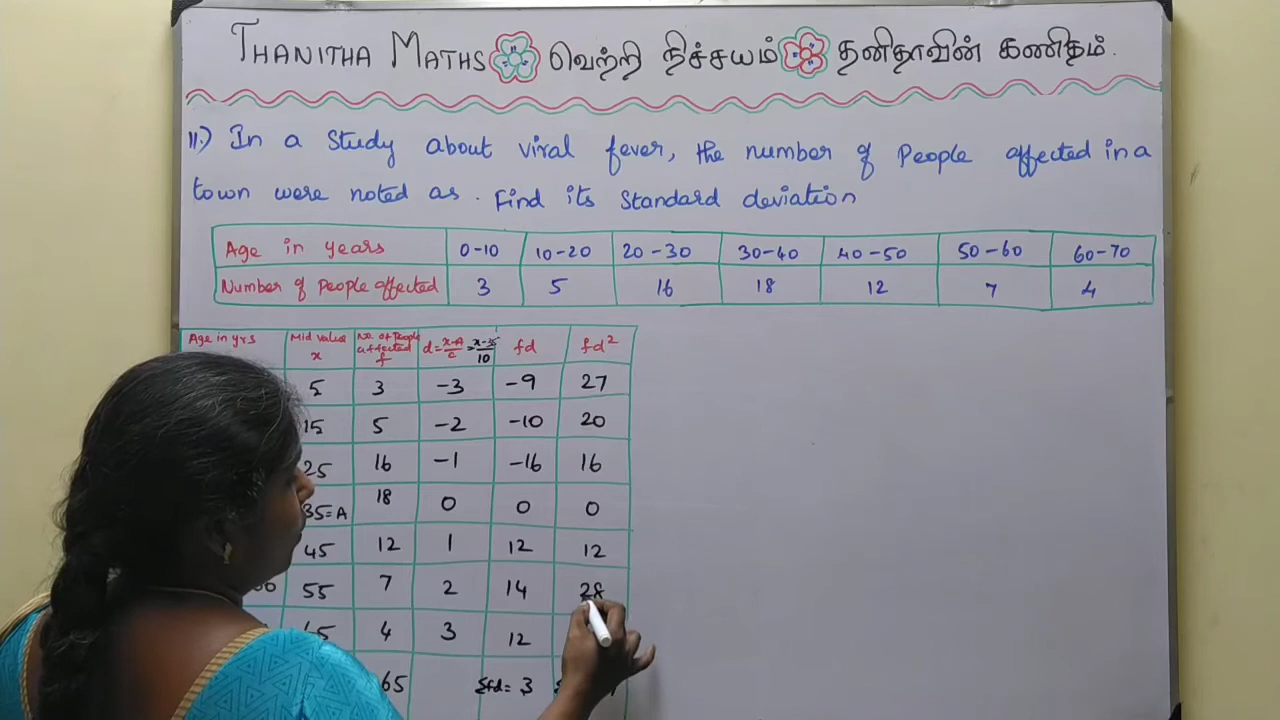 THANITHA MATHS வெற்றி நிச்சயம் தனிதாவின் கணிதம்.
11.) In a study about viral fever, the number of people affected in a
town were noted as. Find its standard deviation
Age in years 0-10 10-20 20-30 30-40 40-50 50-60 60-70
Number of people affected 3 5 16 18 12 7 4
Age in yrs Mid value x No. of People affected f d = x-A/c = x-35/10 fd fd²
5 3 -3 -9 27
15 5 -2 -10 20
25 16 -1 -16 16
35=A 18 0 0 0
45 12 1 12 12
55 7 2 14 28
4 3 12
65 Σfd = 3